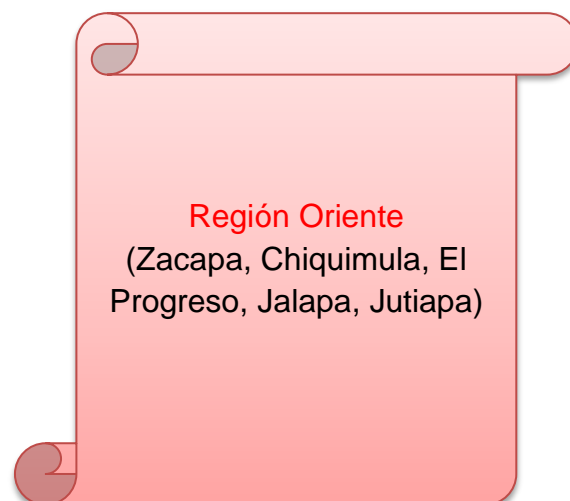 Región Oriente
(Zacapa, Chiquimula, El
Progreso, Jalapa, Jutiapa)